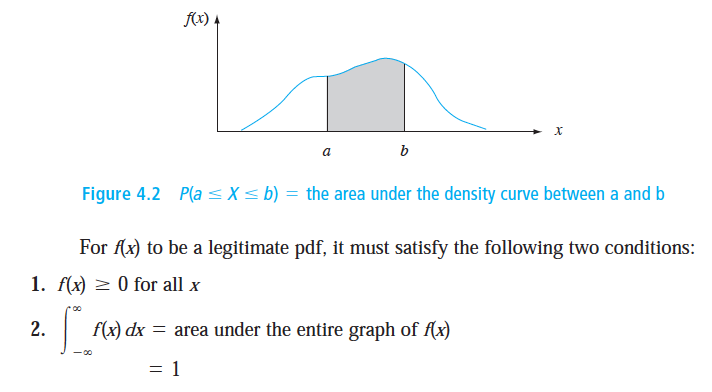 f(x)
x
a b
Figure 4.2 P(a ≤ X ≤ b) = the area under the density curve between a and b
For f(x) to be a legitimate pdf, it must satisfy the following two conditions:
1. f(x) ≥ 0 for all x
2. ∫_{-∞}^{∞} f(x) dx = area under the entire graph of f(x)
= 1